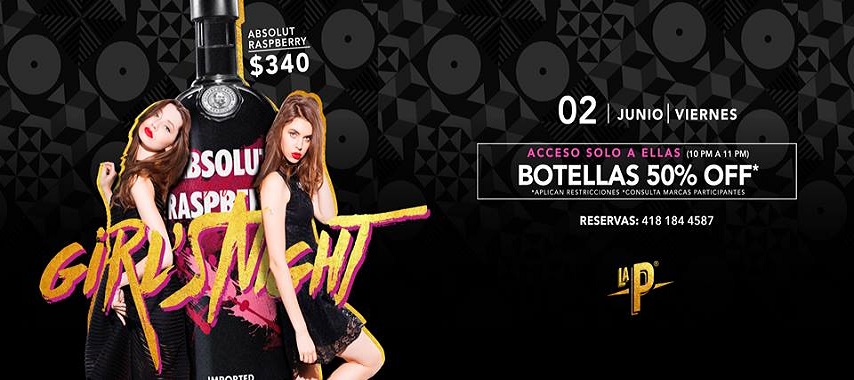 ABSOLUT
RASPBERRY
$340
ABSOLUT
RASPBE
GIRL'S NIGHT
IMPORTED
02 | JUNIO | VIERNES
ACCESO SOLO A ELLAS (10 PM A 11 PM)
BOTELLAS 50% OFF*
*APLICAN RESTRICCIONES *CONSULTA MARCAS PARTICIPANTES
RESERVAS: 418 184 4587
LA P®